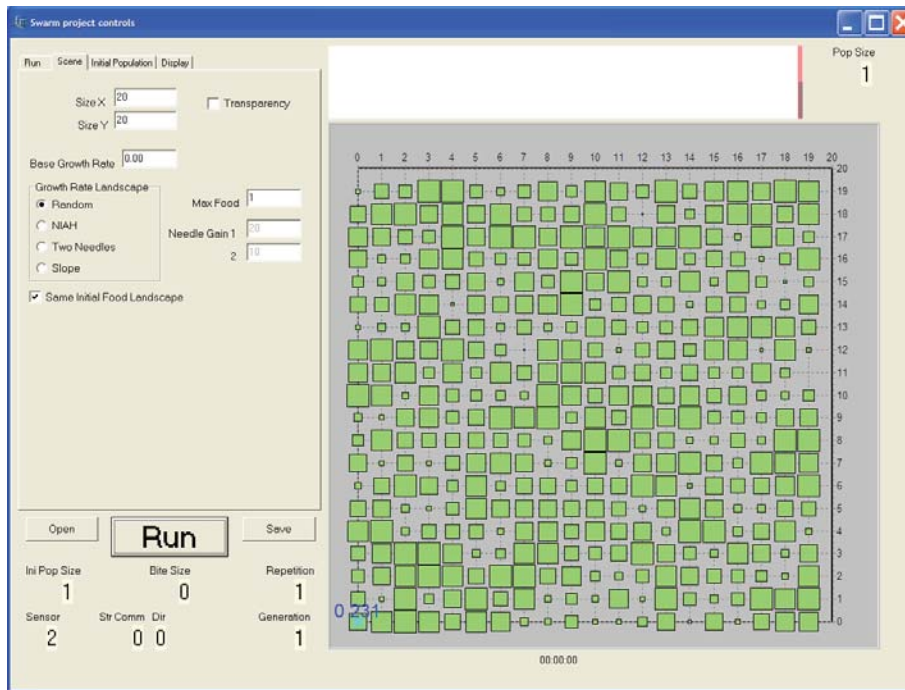 Swarm project controls
Run Scene Initial Population Display
Size X 20
Size Y 20
Transparency
Base Growth Rate 0.00
Growth Rate Landscape
Random
NIAH
Two Needles
Slope
Max Food 1
Needle Gain 1 20
2 10
Same Initial Food Landscape
Open
Run
Save
Ini Pop Size
1
Bite Size
0
Repetition
1
Sensor
2
Str Comm Dir
0 0
Generation
1
Pop Size
1
0 1 2 3 4 5 6 7 8 9 10 11 12 13 14 15 16 17 18 19 20
20
19
18
17
16
15
14
13
12
11
10
9
8
7
6
5
4
3
2
1
0
0.231
00:00:00